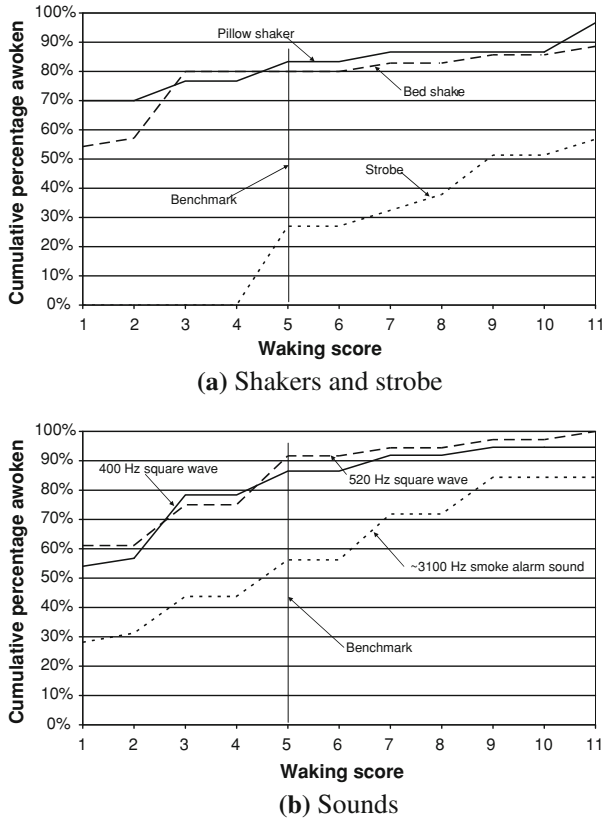 Cumulative percentage awoken
100%
90%
80%
70%
60%
50%
40%
30%
20%
10%
0%
Pillow shaker
Bed shake
Strobe
Benchmark
1 2 3 4 5 6 7 8 9 10 11
Waking score
(a) Shakers and strobe
Cumulative percentage awoken
100%
90%
80%
70%
60%
50%
40%
30%
20%
10%
0%
400 Hz square wave
520 Hz square wave
~3100 Hz smoke alarm sound
Benchmark
1 2 3 4 5 6 7 8 9 10 11
Waking score
(b) Sounds